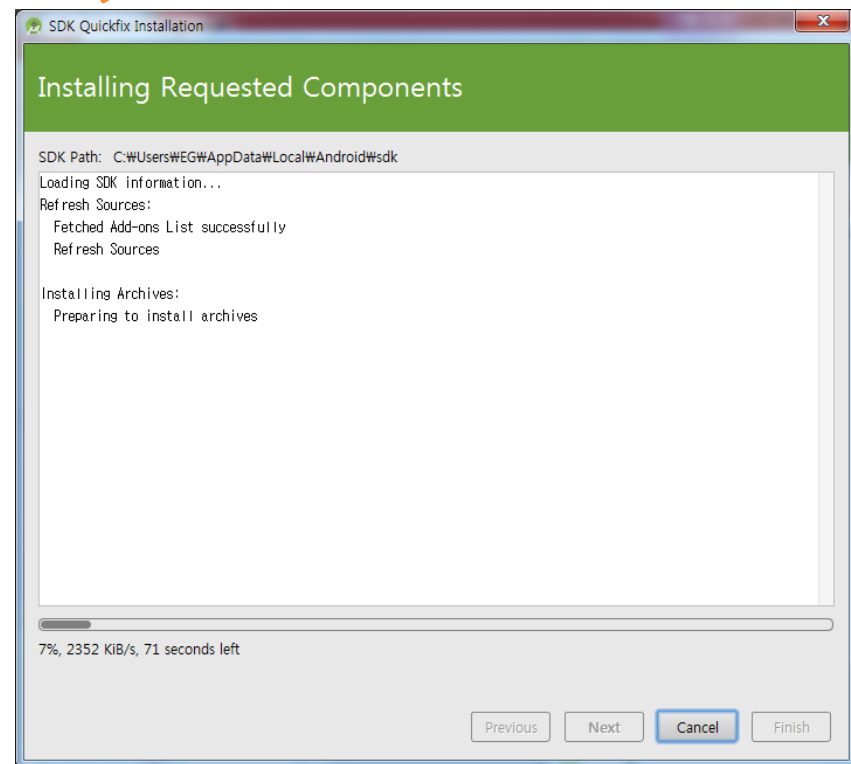 SDK Quickfix Installation
Installing Requested Components
SDK Path: C:₩Users₩EG₩AppData₩Local₩Android₩sdk
Loading SDK information...
Refresh Sources:
Fetched Add-ons List successfully
Refresh Sources
Installing Archives:
Preparing to install archives
7%, 2352 KiB/s, 71 seconds left
Previous Next Cancel Finish